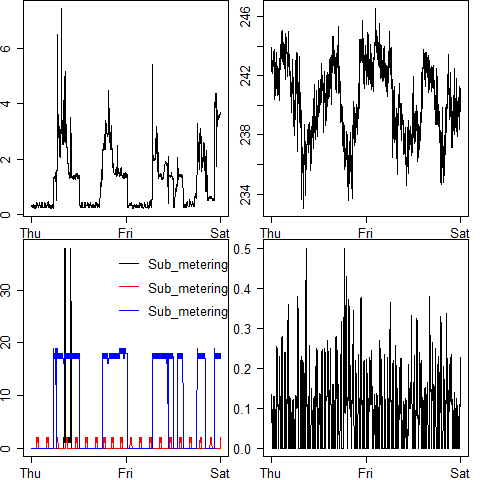 0 2 4 6
Thu Fri Sat
234 238 242 246
Thu Fri Sat
0 10 20 30
Sub_metering
Sub_metering
Sub_metering
Thu Fri Sat
0.0 0.1 0.2 0.3 0.4 0.5
Thu Fri Sat